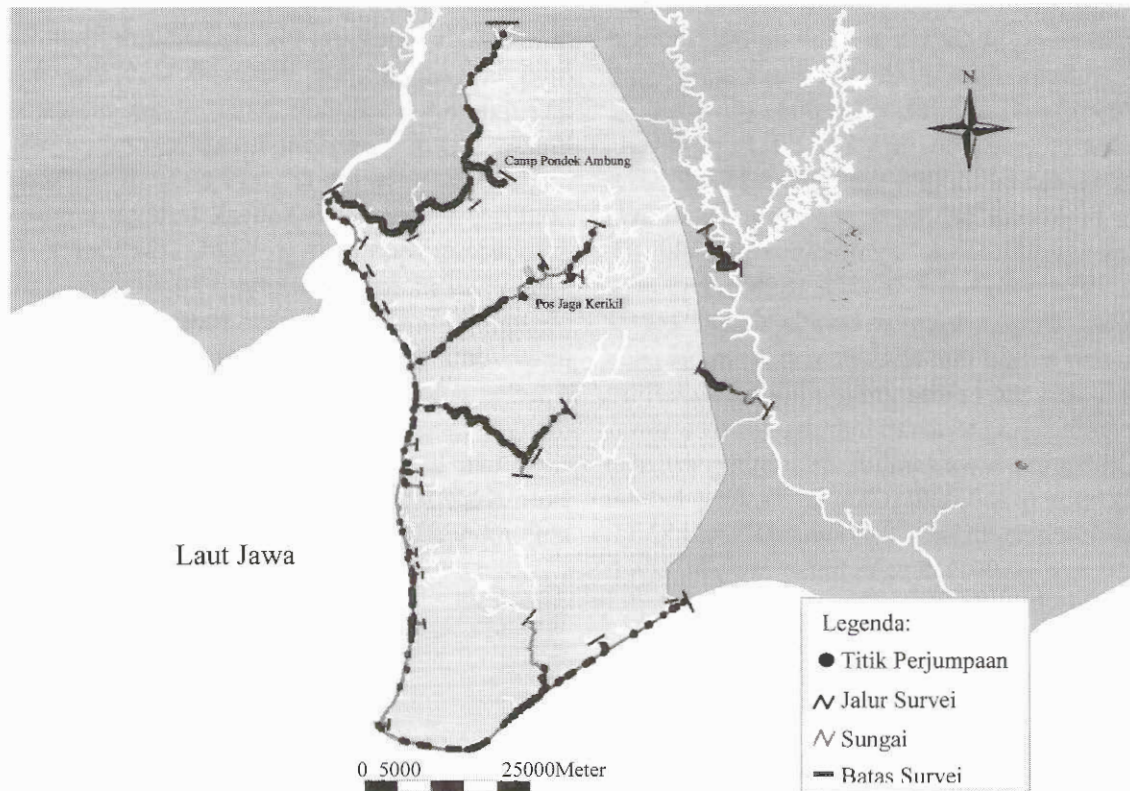 N
Camp Pondok Ambung
Pos Jaga Kerikil
Laut Jawa
Legenda:
Titik Perjumpaan
Jalur Survei
Sungai
Batas Survei
0 5000 25000Meter